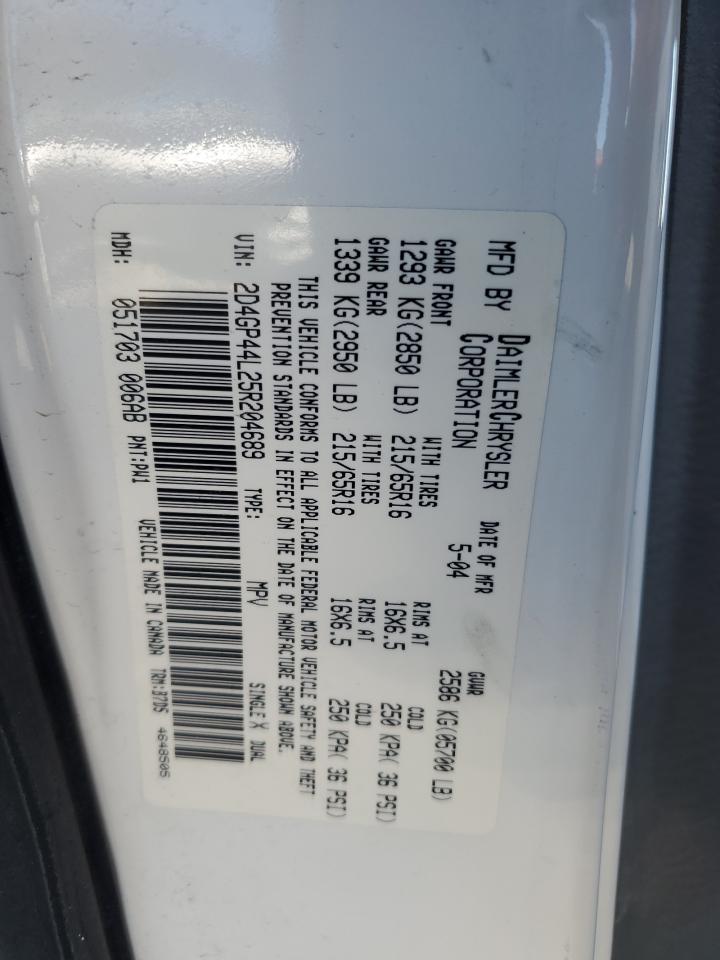 MFD BY DAIMLERCHRYSLER CORPORATION
DATE OF MFR 5-04
GVWR 2586 KG(05700 LB)
GAWR FRONT WITH TIRES RIMS AT COLD
1293 KG(2850 LB) 215/65R16 16X6.5 250 KPA( 36 PSI)
GAWR REAR WITH TIRES RIMS AT COLD
1339 KG(2950 LB) 215/65R16 16X6.5 250 KPA( 36 PSI)
THIS VEHICLE CONFORMS TO ALL APPLICABLE FEDERAL MOTOR VEHICLE SAFETY AND THEFT
PREVENTION STANDARDS IN EFFECT ON THE DATE OF MANUFACTURE SHOWN ABOVE.
VIN: 2D4GP44L25R204689 TYPE: MPV SINGLE X DUAL
MDH: 051703 006AB PNT:PW1 VEHICLE MADE IN CANADA TRM:B7D5 4648505